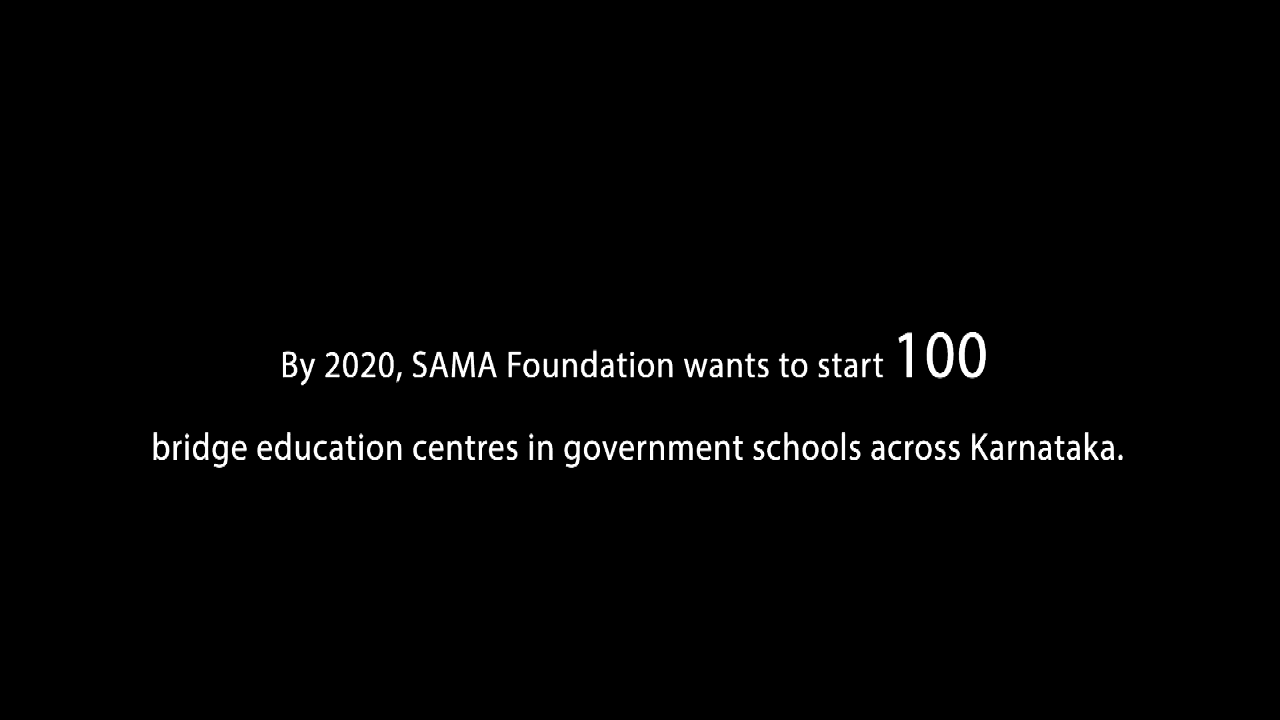 By 2020, SAMA Foundation wants to start 100
bridge education centres in government schools across Karnataka.